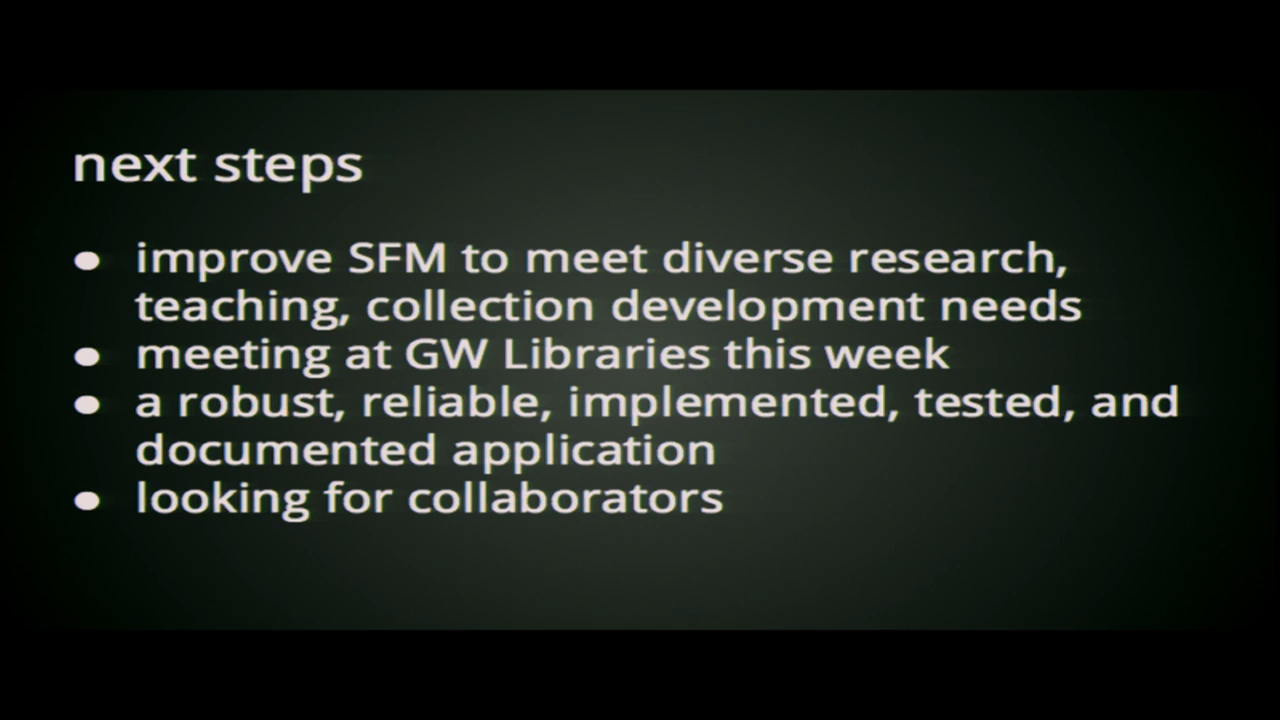 next steps
● improve SFM to meet diverse research,
teaching, collection development needs
● meeting at GW Libraries this week
● a robust, reliable, implemented, tested, and
documented application
● looking for collaborators